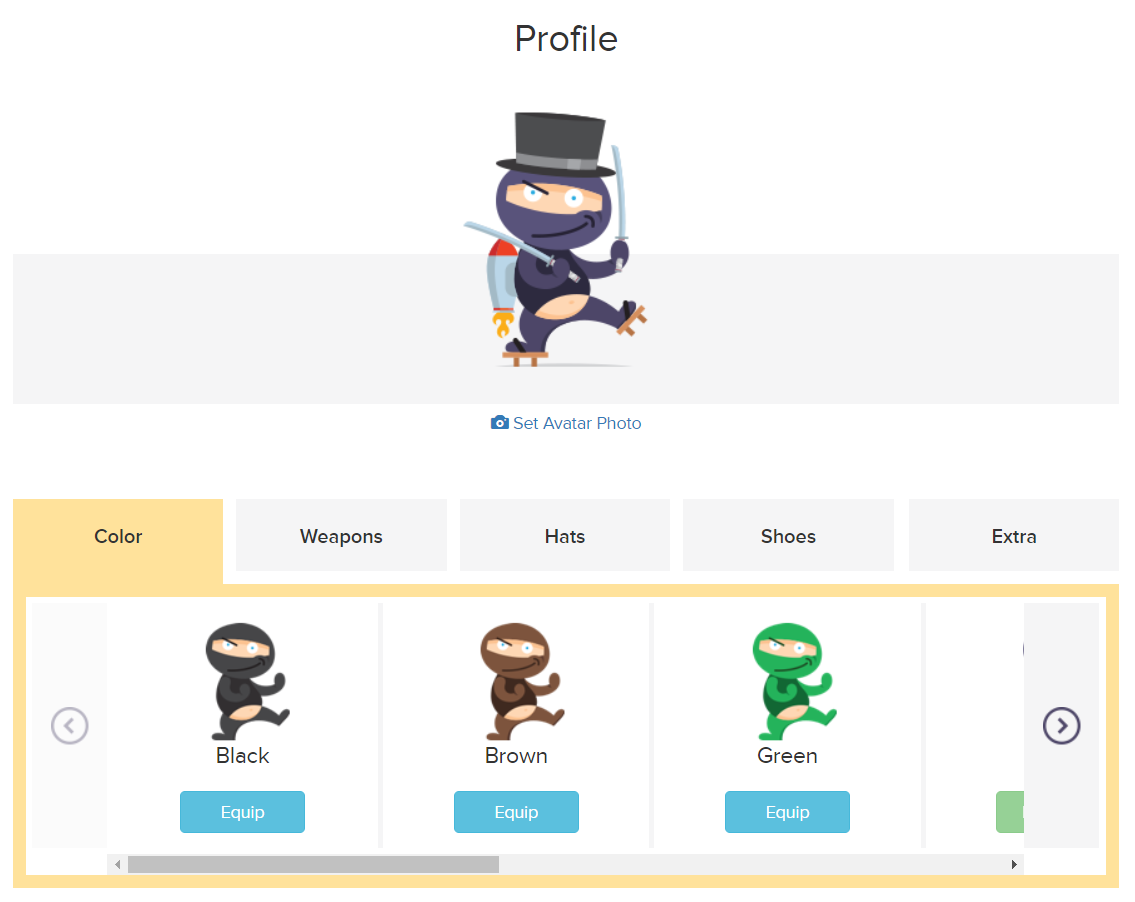 Profile
Set Avatar Photo
Color
Weapons
Hats
Shoes
Extra
Black
Brown
Green
Equip
Equip
Equip